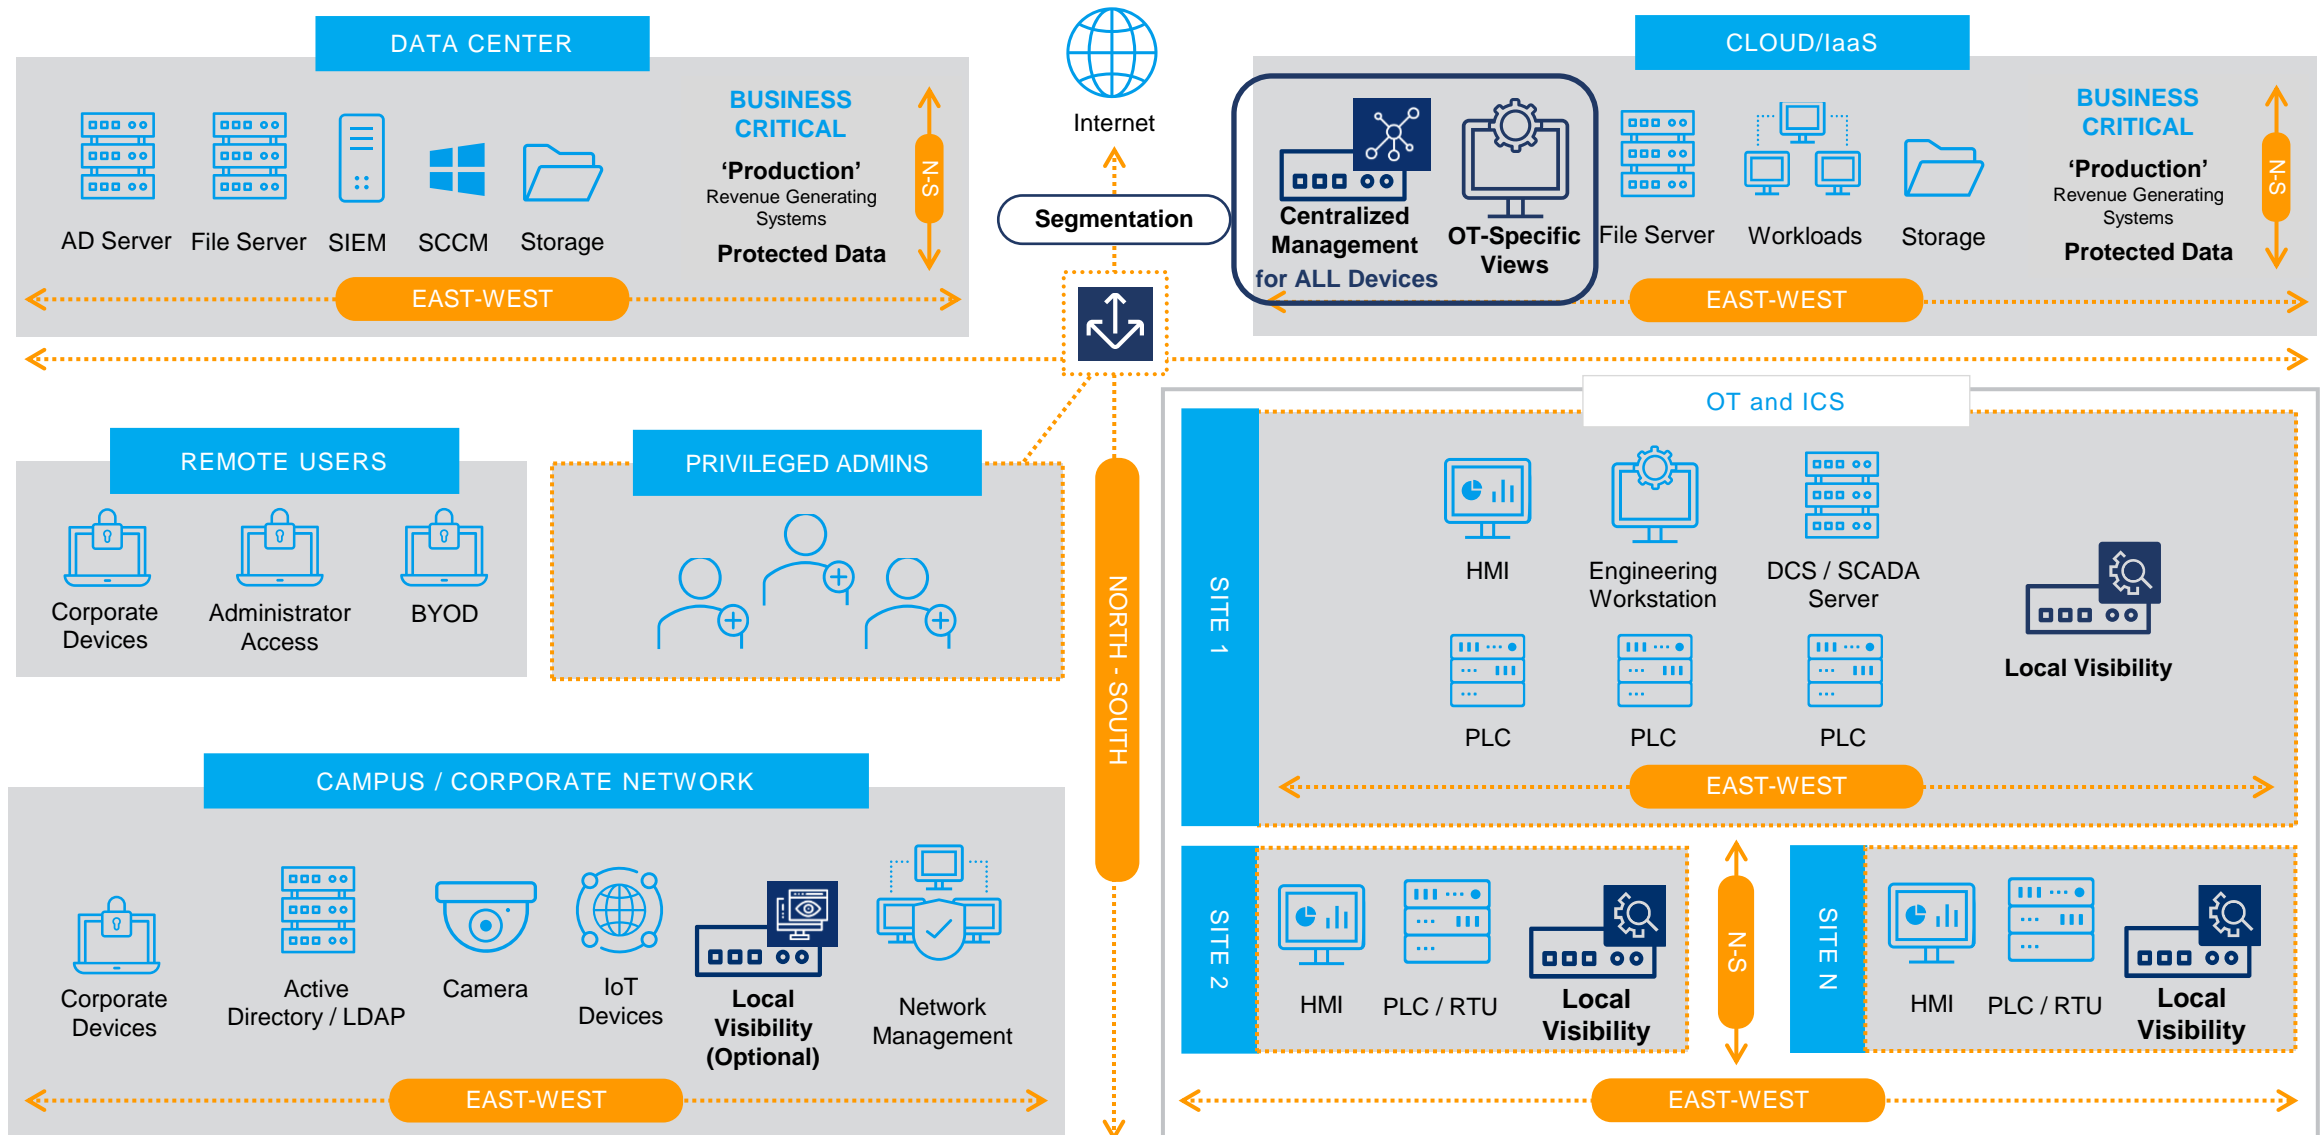 DATA CENTER
AD Server
File Server
SIEM
SCCM
Storage
BUSINESS
CRITICAL
‘Production’
Revenue Generating
Systems
Protected Data
N-S
EAST-WEST
Internet
Segmentation
CLOUD/IaaS
Centralized
Management
for ALL Devices
OT-Specific
Views
File Server
Workloads
Storage
BUSINESS
CRITICAL
‘Production’
Revenue Generating
Systems
Protected Data
N-S
EAST-WEST
REMOTE USERS
Corporate
Devices
Administrator
Access
BYOD
PRIVILEGED ADMINS
NORTH - SOUTH
OT and ICS
SITE 1
HMI
Engineering
Workstation
DCS / SCADA
Server
Local Visibility
PLC
PLC
PLC
EAST-WEST
CAMPUS / CORPORATE NETWORK
Corporate
Devices
Active
Directory / LDAP
Camera
IoT
Devices
Local
Visibility
(Optional)
Network
Management
EAST-WEST
SITE 2
HMI
PLC / RTU
Local
Visibility
N-S
SITE N
HMI
PLC / RTU
Local
Visibility
EAST-WEST